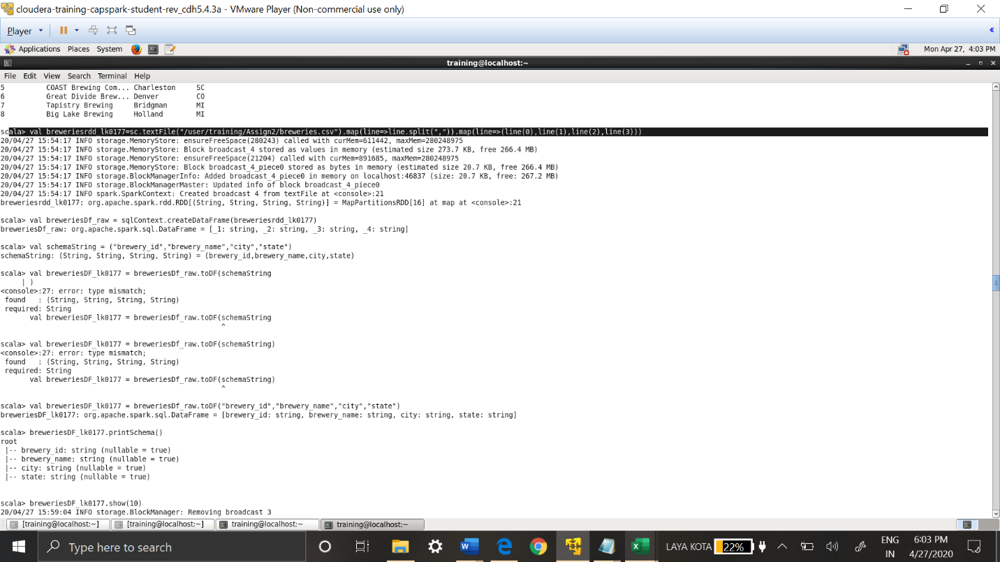 cloudera-training-capspark-student-rev_cdh5.4.3a - VMware Player (Non-commercial use only)
Player
Applications Places System Mon Apr 27, 4:03 PM
training@localhost:~
File Edit View Search Terminal Help
5 COAST Brewing Com... Charleston SC
6 Great Divide Brew... Denver CO
7 Tapistry Brewing Bridgman MI
8 Big Lake Brewing Holland MI
scala> val breweriesrdd_lk0177=sc.textFile("/user/training/Assign2/breweries.csv").map(line=>line.split(",")).map(line=>(line(0),line(1),line(2),line(3)))
20/04/27 15:54:17 INFO storage.MemoryStore: ensureFreeSpace(280243) called with curMem=611442, maxMem=280248975
20/04/27 15:54:17 INFO storage.MemoryStore: Block broadcast_4 stored as values in memory (estimated size 273.7 KB, free 266.4 MB)
20/04/27 15:54:17 INFO storage.MemoryStore: ensureFreeSpace(21204) called with curMem=891685, maxMem=280248975
20/04/27 15:54:17 INFO storage.MemoryStore: Block broadcast_4_piece0 stored as bytes in memory (estimated size 20.7 KB, free 266.4 MB)
20/04/27 15:54:17 INFO storage.BlockManagerInfo: Added broadcast_4_piece0 in memory on localhost:46837 (size: 20.7 KB, free: 267.2 MB)
20/04/27 15:54:17 INFO storage.BlockManagerMaster: Updated info of block broadcast_4_piece0
20/04/27 15:54:17 INFO spark.SparkContext: Created broadcast 4 from textFile at <console>:21
breweriesrdd_lk0177: org.apache.spark.rdd.RDD[(String, String, String, String)] = MapPartitionsRDD[16] at map at <console>:21
scala> val breweriesDf_raw = sqlContext.createDataFrame(breweriesrdd_lk0177)
breweriesDf_raw: org.apache.spark.sql.DataFrame = [_1: string, _2: string, _3: string, _4: string]
scala> val schemaString = ("brewery_id","brewery_name","city","state")
schemaString: (String, String, String, String) = (brewery_id,brewery_name,city,state)
scala> val breweriesDF_lk0177 = breweriesDf_raw.toDF(schemaString
| )
<console>:27: error: type mismatch;
found : (String, String, String, String)
required: String
val breweriesDF_lk0177 = breweriesDf_raw.toDF(schemaString
^
scala> val breweriesDF_lk0177 = breweriesDf_raw.toDF(schemaString)
<console>:27: error: type mismatch;
found : (String, String, String, String)
required: String
val breweriesDF_lk0177 = breweriesDf_raw.toDF(schemaString)
^
scala> val breweriesDF_lk0177 = breweriesDf_raw.toDF("brewery_id","brewery_name","city","state")
breweriesDF_lk0177: org.apache.spark.sql.DataFrame = [brewery_id: string, brewery_name: string, city: string, state: string]
scala> breweriesDF_lk0177.printSchema()
root
|-- brewery_id: string (nullable = true)
|-- brewery_name: string (nullable = true)
|-- city: string (nullable = true)
|-- state: string (nullable = true)
scala> breweriesDF_lk0177.show(10)
20/04/27 15:59:04 INFO storage.BlockManager: Removing broadcast 3
[training@localhost:~] [training@localhost:~] training@localhost:~ training@localhost:~
Type here to search LAYA KOTA 22% ENG 6:03 PM
IN 4/27/2020